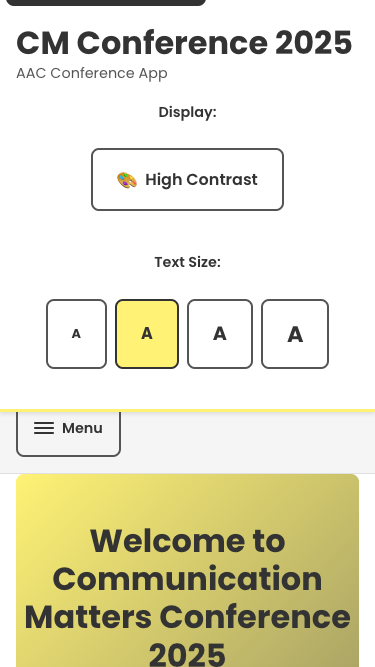 CM Conference 2025
AAC Conference App
Display:
🎨 High Contrast
Text Size:
A A A A
Menu
Welcome to
Communication
Matters Conference
2025